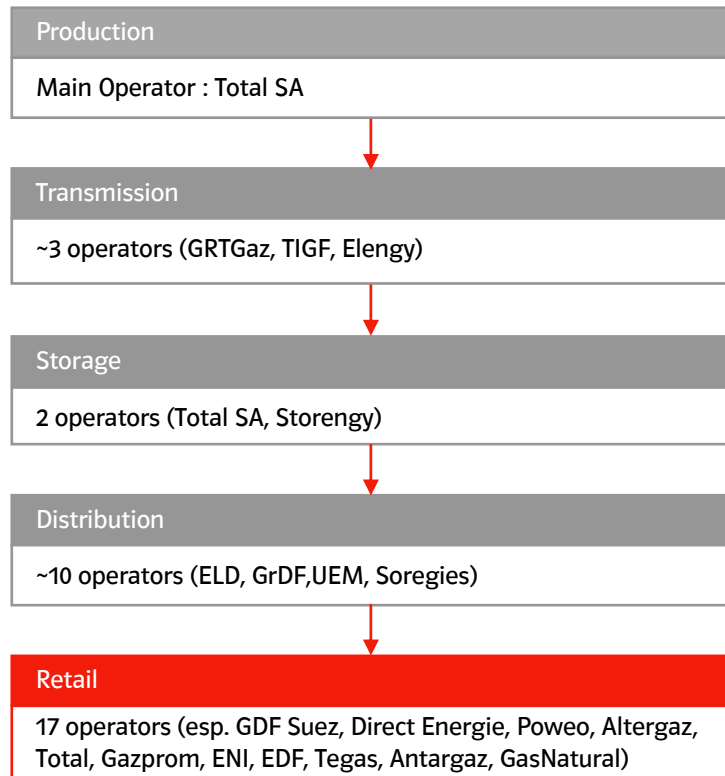 Production
Main Operator : Total SA
Transmission
~3 operators (GRTGaz, TIGF, Elengy)
Storage
2 operators (Total SA, Storengy)
Distribution
~10 operators (ELD, GrDF,UEM, Soregies)
Retail
17 operators (esp. GDF Suez, Direct Energie, Poweo, Altergaz,
Total, Gazprom, ENI, EDF, Tegas, Antargaz, GasNatural)